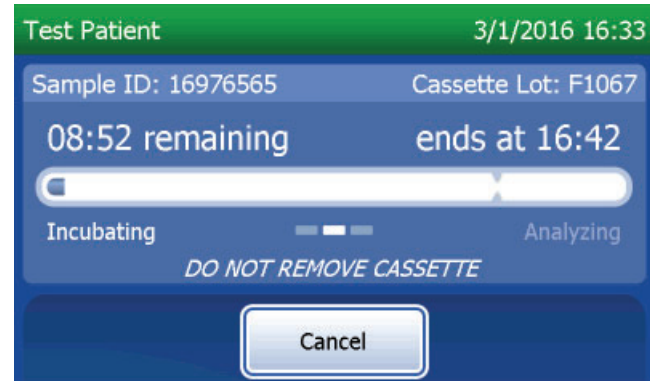 Test Patient 3/1/2016 16:33
Sample ID: 16976565 Cassette Lot: F1067
08:52 remaining ends at 16:42
Incubating Analyzing
DO NOT REMOVE CASSETTE
Cancel